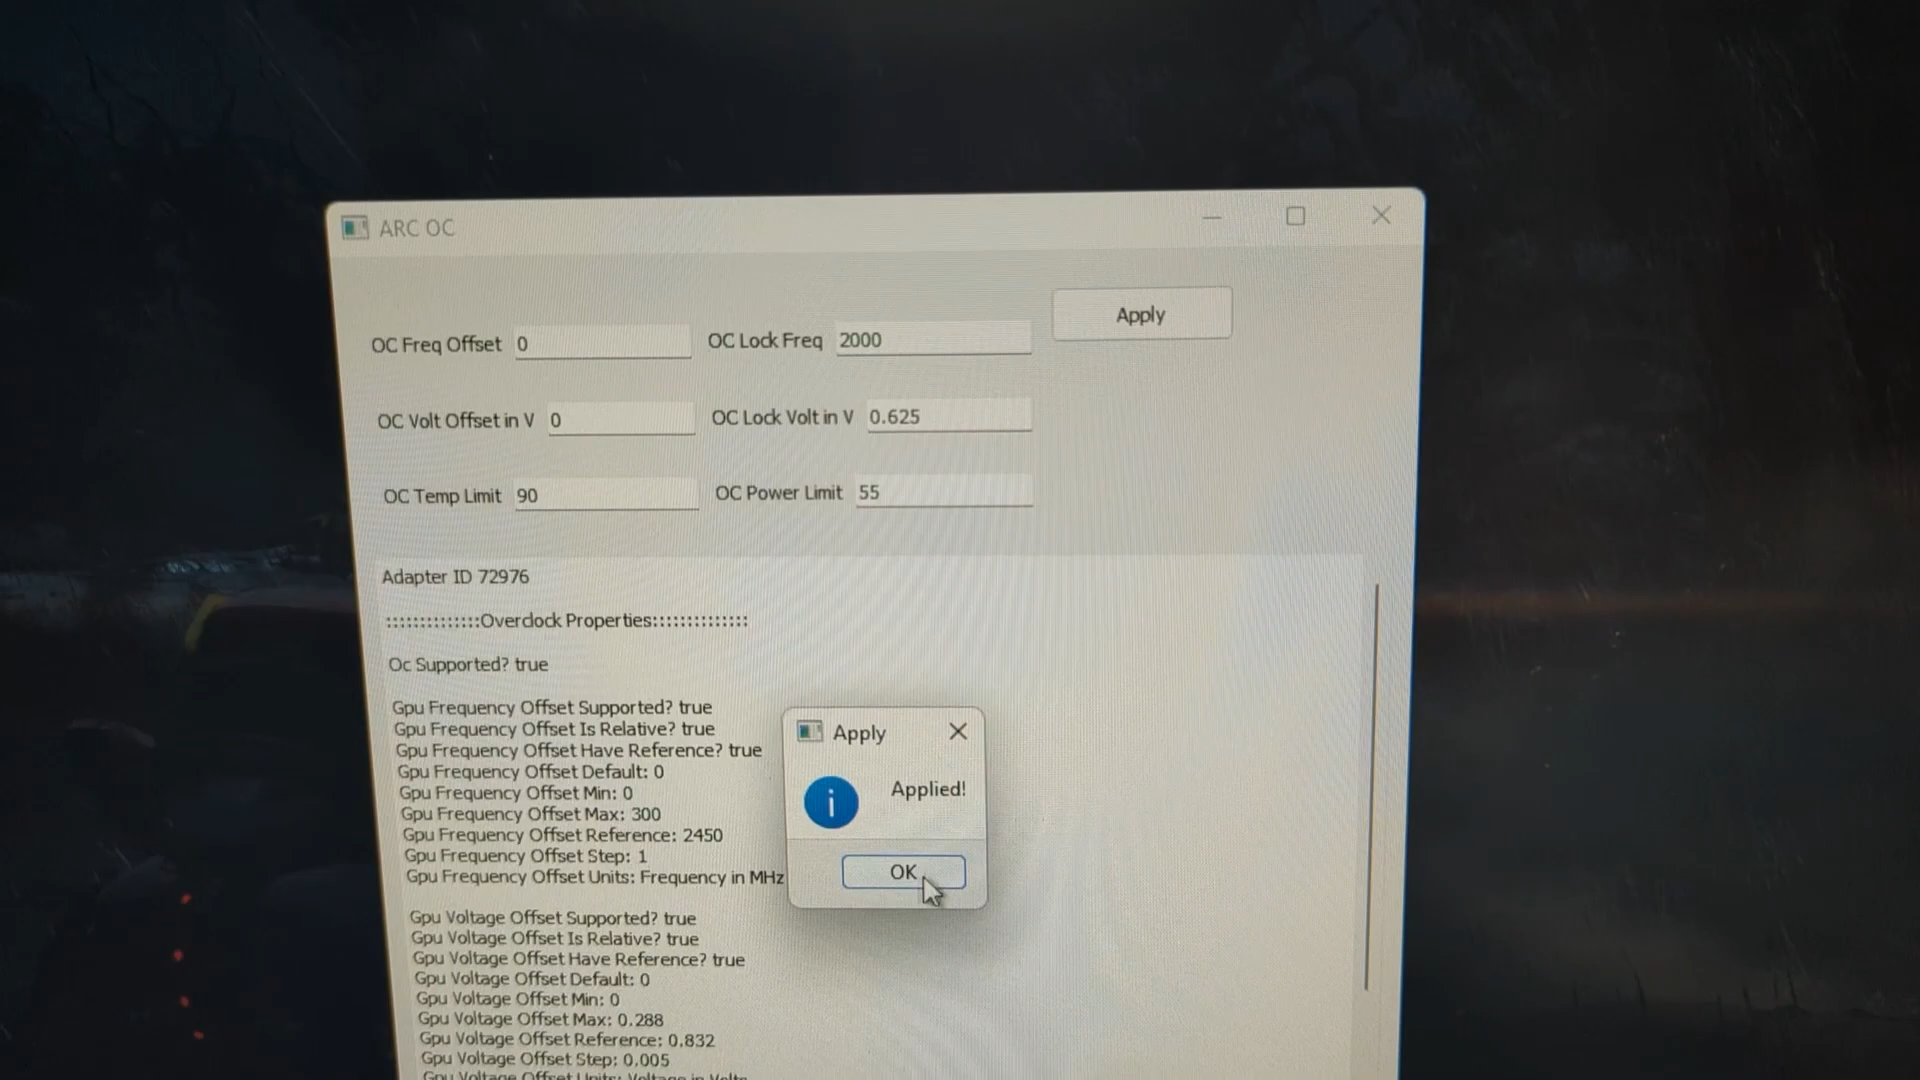 ARC OC
Apply
OC Freq Offset 0 OC Lock Freq 2000
OC Volt Offset in V 0 OC Lock Volt in V 0.625
OC Temp Limit 90 OC Power Limit 55
Adapter ID 72976
::::::::::::::Overclock Properties::::::::::::::
Oc Supported? true
Gpu Frequency Offset Supported? true
Gpu Frequency Offset Is Relative? true
Gpu Frequency Offset Have Reference? true
Gpu Frequency Offset Default: 0
Gpu Frequency Offset Min: 0
Gpu Frequency Offset Max: 300
Gpu Frequency Offset Reference: 2450
Gpu Frequency Offset Step: 1
Gpu Frequency Offset Units: Frequency in MHz
Gpu Voltage Offset Supported? true
Gpu Voltage Offset Is Relative? true
Gpu Voltage Offset Have Reference? true
Gpu Voltage Offset Default: 0
Gpu Voltage Offset Min: 0
Gpu Voltage Offset Max: 0.288
Gpu Voltage Offset Reference: 0.832
Gpu Voltage Offset Step: 0.005
Gpu Voltage Offset Units: Voltage in Volts
Apply
Applied!
OK